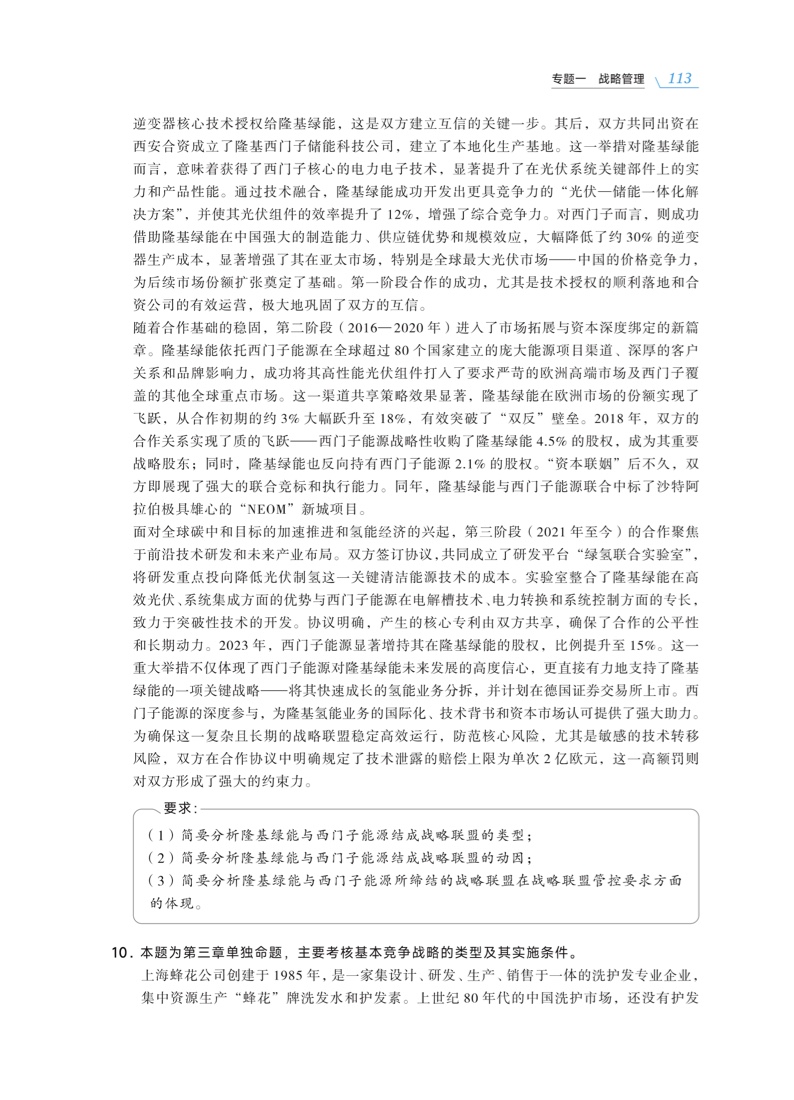 专题一 战略管理 113
逆变器核心技术授权给隆基绿能，这是双方建立互信的关键一步。其后，双方共同出资在
西安合资成立了隆基西门子储能科技公司，建立了本地化生产基地。这一举措对隆基绿能
而言，意味着获得了西门子核心的电力电子技术，显著提升了在光伏系统关键部件上的实
力和产品性能。通过技术融合，隆基绿能成功开发出更具竞争力的“光伏—储能一体化解
决方案”，并使其光伏组件的效率提升了 12%，增强了综合竞争力。对西门子而言，则成功
借助隆基绿能在中国强大的制造能力、供应链优势和规模效应，大幅降低了约 30% 的逆变
器生产成本，显著增强了其在亚太市场，特别是全球最大光伏市场——中国的价格竞争力，
为后续市场份额扩张奠定了基础。第一阶段合作的成功，尤其是技术授权的顺利落地和合
资公司的有效运营，极大地巩固了双方的互信。
随着合作基础的稳固，第二阶段（2016—2020 年）进入了市场拓展与资本深度绑定的新篇
章。隆基绿能依托西门子能源在全球超过 80 个国家建立的庞大能源项目渠道、深厚的客户
关系和品牌影响力，成功将其高性能光伏组件打入了要求严苛的欧洲高端市场及西门子覆
盖的其他全球重点市场。这一渠道共享策略效果显著，隆基绿能在欧洲市场的份额实现了
飞跃，从合作初期的约 3% 大幅跃升至 18%，有效突破了“双反”壁垒。2018 年，双方的
合作关系实现了质的飞跃——西门子能源战略性收购了隆基绿能 4.5% 的股权，成为其重要
战略股东；同时，隆基绿能也反向持有西门子能源 2.1% 的股权。“资本联姻”后不久，双
方即展现了强大的联合竞标和执行能力。同年，隆基绿能与西门子能源联合中标了沙特阿
拉伯极具雄心的“NEOM”新城项目。
面对全球碳中和目标的加速推进和氢能经济的兴起，第三阶段（2021 年至今）的合作聚焦
于前沿技术研发和未来产业布局。双方签订协议，共同成立了研发平台“绿氢联合实验室”，
将研发重点投向降低光伏制氢这一关键清洁能源技术的成本。实验室整合了隆基绿能在高
效光伏、系统集成方面的优势与西门子能源在电解槽技术、电力转换和系统控制方面的专长，
致力于突破性技术的开发。协议明确，产生的核心专利由双方共享，确保了合作的公平性
和长期动力。2023 年，西门子能源显著增持其在隆基绿能的股权，比例提升至 15%。这一
重大举措不仅体现了西门子能源对隆基绿能未来发展的高度信心，更直接有力地支持了隆基
绿能的一项关键战略——将其快速成长的氢能业务分拆，并计划在德国证券交易所上市。西
门子能源的深度参与，为隆基氢能业务的国际化、技术背书和资本市场认可提供了强大助力。
为确保这一复杂且长期的战略联盟稳定高效运行，防范核心风险，尤其是敏感的技术转移
风险，双方在合作协议中明确规定了技术泄露的赔偿上限为单次 2 亿欧元，这一高额罚则
对双方形成了强大的约束力。
要求：
（1）简要分析隆基绿能与西门子能源结成战略联盟的类型；
（2）简要分析隆基绿能与西门子能源结成战略联盟的动因；
（3）简要分析隆基绿能与西门子能源所缔结的战略联盟在战略联盟管控要求方面
的体现。
10. 本题为第三章单独命题，主要考核基本竞争战略的类型及其实施条件。
上海蜂花公司创建于 1985 年，是一家集设计、研发、生产、销售于一体的洗护发专业企业，
集中资源生产“蜂花”牌洗发水和护发素。上世纪 80 年代的中国洗护市场，还没有护发